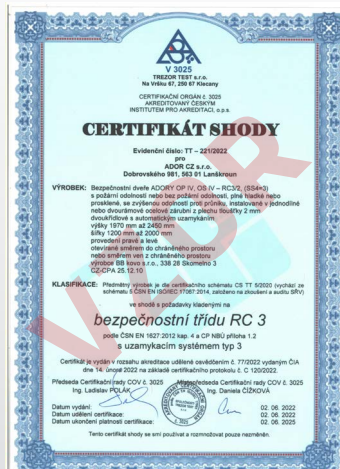 V 3025
TREZOR TEST s.r.o.
Na Vršku 67, 250 67 Klecany
CERTIFIKAČNÍ ORGÁN č. 3025
AKREDITOVANÝ ČESKÝM
INSTITUTEM PRO AKREDITACI, o.p.s.
CERTIFIKÁT SHODY
Evidenční číslo: TT – 221/2022
pro
ADOR CZ s.r.o.
Dobrovského 981, 563 01 Lanškroun
VÝROBEK: Bezpečnostní dveře ADORY OP IV, OS IV – RC3/2, (SS4=3)
s požární odolností nebo bez požární odolnosti, plné hladké nebo
prosklené, se zvýšenou odolností proti průniku, instalované v jednodílné
nebo dvourámové ocelové zárubni z plechu tloušťky 2 mm
dvoukřídlové s automatickým uzamykáním
výšky 1970 mm až 2450 mm
šířky 1200 mm až 2000 mm
provedení pravé a levé
otevírané směrem do chráněného prostoru
nebo směrem ven z chráněného prostoru
výrobce BB kovo s.r.o., 338 28 Skomelno 3
CZ-CPA 25.12.10
KLASIFIKACE: Předmětný výrobek je dle certifikačního schématu CS TT 5/2020 (vychází ze
schématu 5 ČSN EN ISO/IEC 17067:2014, založeno na zkoušení a auditu SŘV)
ve shodě s požadavky kladenými na
bezpečnostní třídu RC 3
podle ČSN EN 1627:2012 kap. 4 a CP NBÚ příloha 1.2
s uzamykacím systémem typ 3
Certifikát je vydán v rozsahu akreditace udělené osvědčením č. 77/2022 vydaným ČIA
dne 14. února 2022 na základě certifikačního protokolu č. C 120/2022.
Předseda Certifikační rady COV č. 3025 Místopředseda Certifikační rady COV č. 3025
Ing. Ladislav POLÁK Ing. Daniela ČÍŽKOVÁ
Datum vydání: 02. 06. 2022
Datum udělení certifikace: 02. 06. 2022
Datum ukončení platnosti certifikace: 02. 06. 2025
Tento certifikát shody se smí používat a rozmnožovat pouze nezměněn.
VZOR